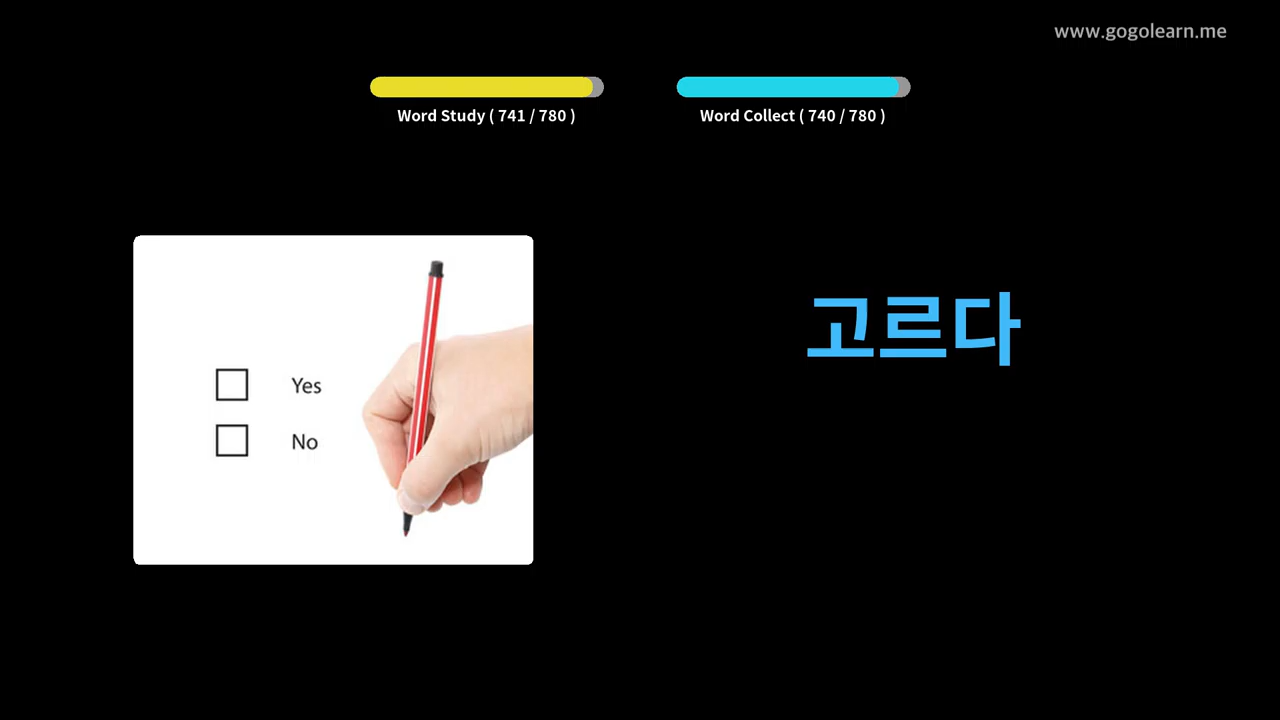 www.gogolearn.me
Word Study ( 741 / 780 )
Word Collect ( 740 / 780 )
고르다
Yes
No